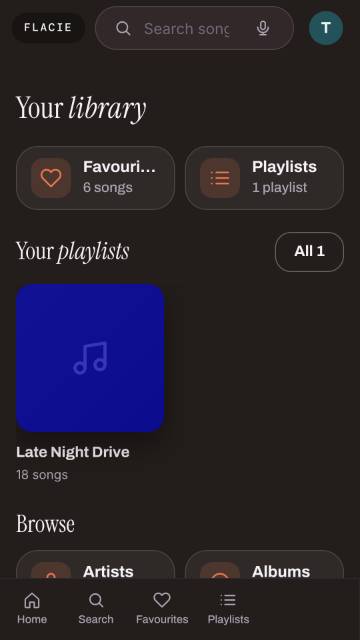 FLACIE
Search song
T
Your library
Favouri...
6 songs
Playlists
1 playlist
Your playlists
All 1
Late Night Drive
18 songs
Browse
Artists
Albums
Home
Search
Favourites
Playlists